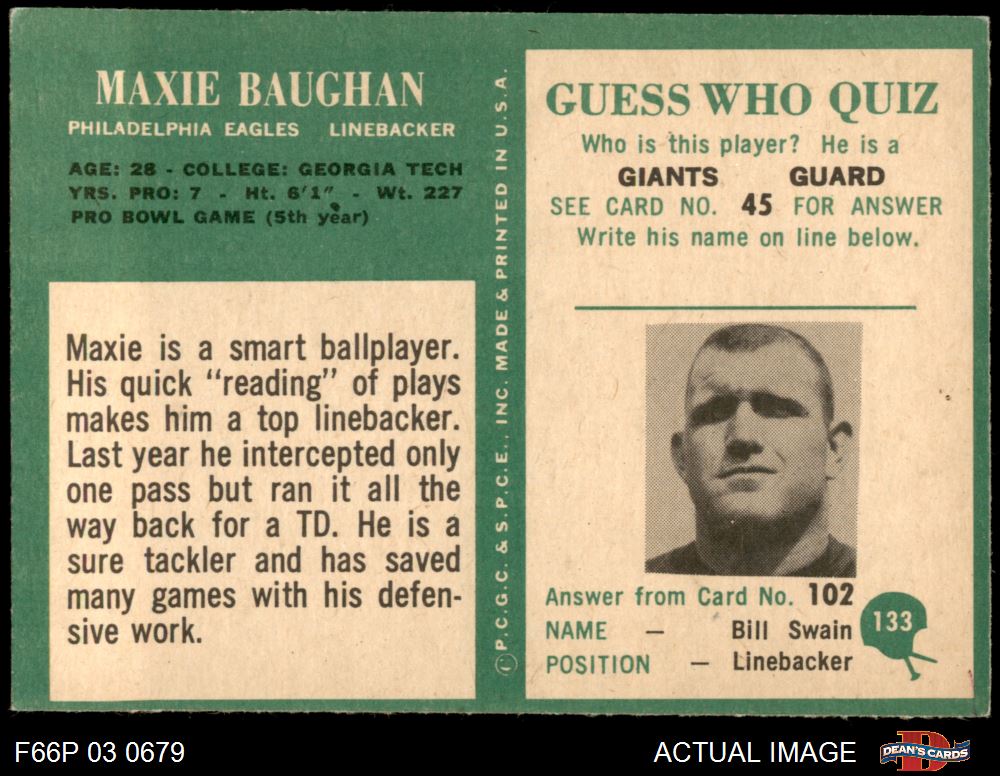 MAXIE BAUGHAN
PHILADELPHIA EAGLES LINEBACKER
AGE: 28 - COLLEGE: GEORGIA TECH
YRS. PRO: 7 - Ht. 6'1" - Wt. 227
PRO BOWL GAME (5th year)
Maxie is a smart ballplayer.
His quick “reading” of plays
makes him a top linebacker.
Last year he intercepted only
one pass but ran it all the
way back for a TD. He is a
sure tackler and has saved
many games with his defen-
sive work.
© P.C.G.C. & S.P.C.E., INC. MADE & PRINTED IN U.S.A.
GUESS WHO QUIZ
Who is this player? He is a
GIANTS GUARD
SEE CARD NO. 45 FOR ANSWER
Write his name on line below.
Answer from Card No. 102
NAME — Bill Swain
POSITION — Linebacker
133
F66P 03 0679
ACTUAL IMAGE
D
DEAN'S CARDS